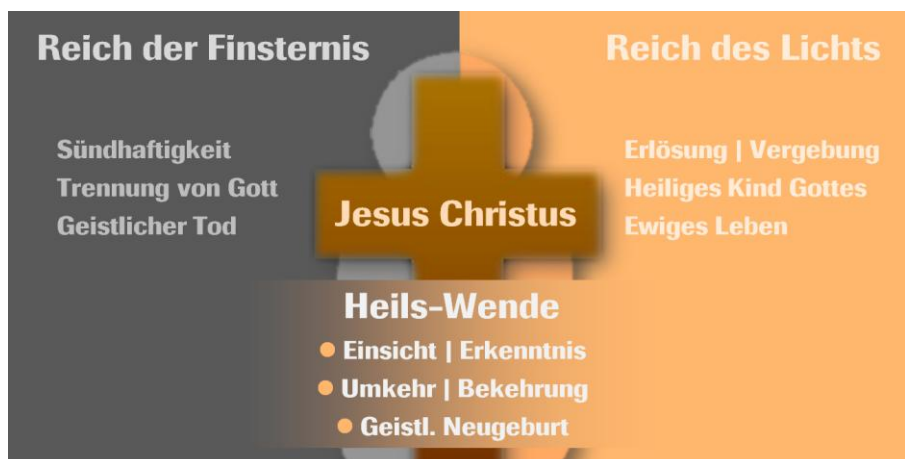 Reich der Finsternis
Sündhaftigkeit
Trennung von Gott
Geistlicher Tod
Reich des Lichts
Erlösung | Vergebung
Heiliges Kind Gottes
Ewiges Leben
Jesus Christus
Heils-Wende
Einsicht | Erkenntnis
Umkehr | Bekehrung
Geistl. Neugeburt